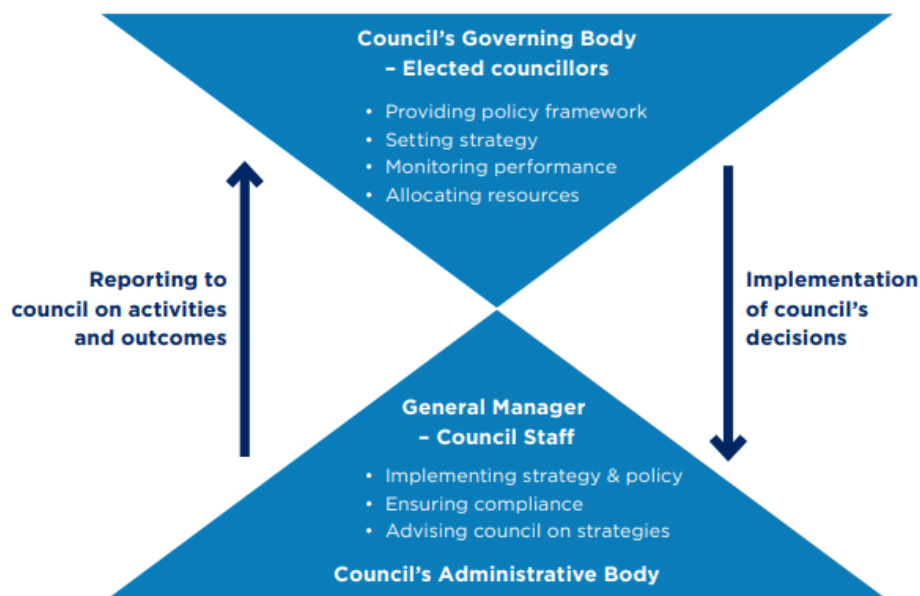 Council’s Governing Body
– Elected councillors
• Providing policy framework
• Setting strategy
• Monitoring performance
• Allocating resources
Reporting to
council on activities
and outcomes
Implementation
of council’s
decisions
General Manager
– Council Staff
• Implementing strategy & policy
• Ensuring compliance
• Advising council on strategies
Council’s Administrative Body